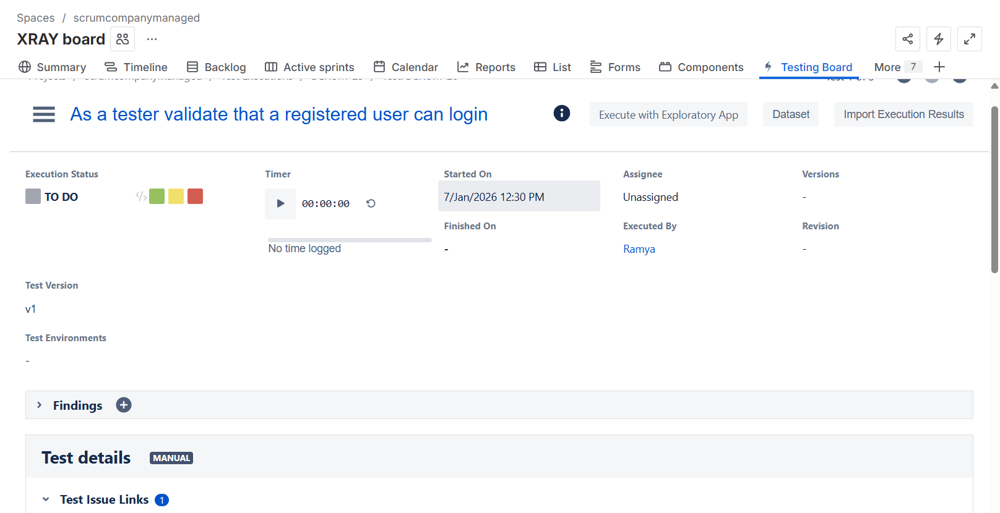 Spaces / scrumcompanymanaged
XRAY board
Summary Timeline Backlog Active sprints Calendar Reports List Forms Components Testing Board More 7
As a tester validate that a registered user can login
Execute with Exploratory App Dataset Import Execution Results
Execution Status Timer Started On Assignee Versions
TO DO 00:00:00 7/Jan/2026 12:30 PM Unassigned -
Finished On Executed By Revision
No time logged - Ramya -
Test Version
v1
Test Environments
-
Findings
Test details MANUAL
Test Issue Links 1